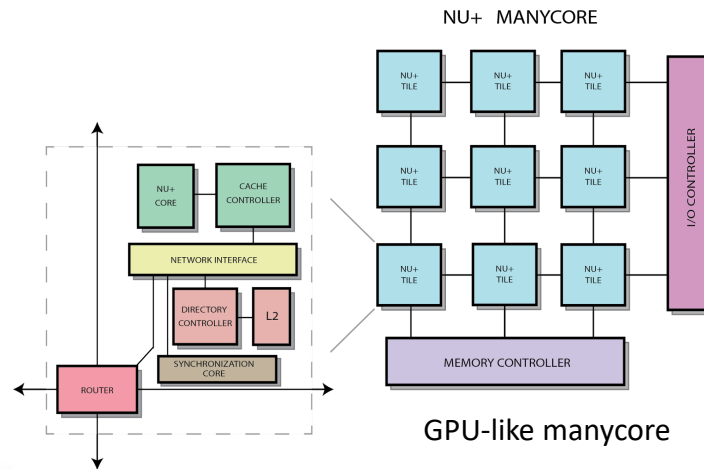 NU+ MANYCORE
NU+
TILE
NU+
TILE
NU+
TILE
I/O CONTROLLER
NU+
CORE
CACHE
CONTROLLER
NU+
TILE
NU+
TILE
NU+
TILE
NETWORK INTERFACE
NU+
TILE
NU+
TILE
NU+
TILE
DIRECTORY
CONTROLLER
L2
SYNCHRONIZATION
CORE
MEMORY CONTROLLER
ROUTER
GPU-like manycore